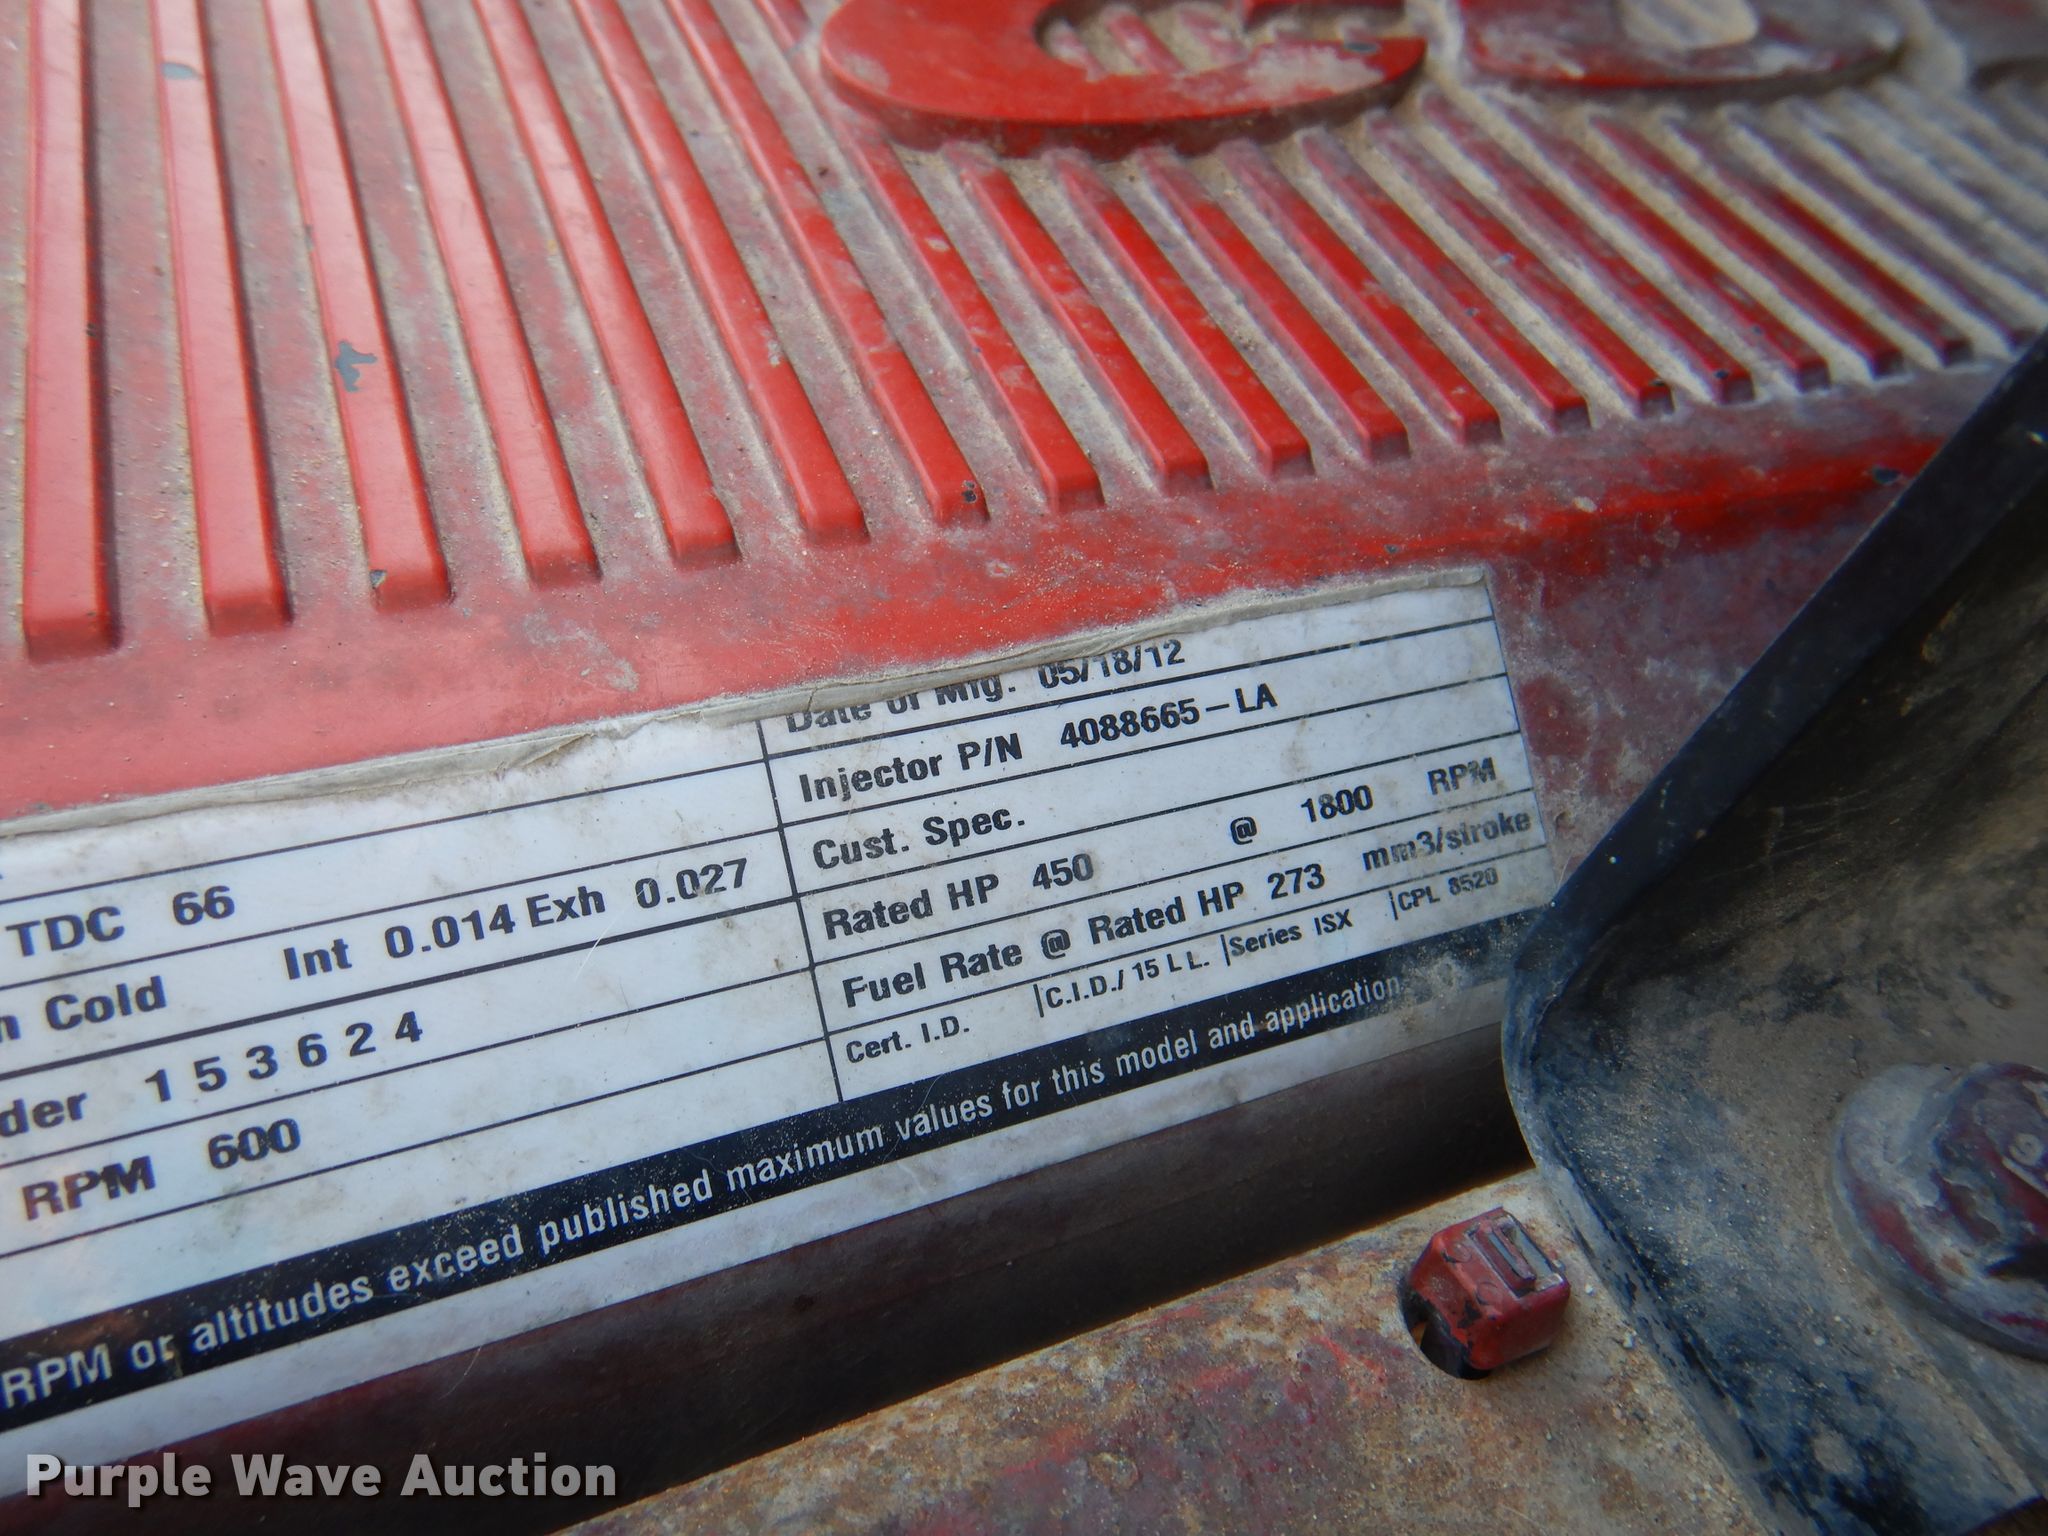 Date of Mfg. 05/18/12
Injector P/N 4088665-LA
Cust. Spec.
Rated HP 450 @ 1800 RPM
Fuel Rate @ Rated HP 273 mm3/stroke
Cert. I.D. C.I.D./ 15 L L. Series ISX CPL 8520
TDC 66
Cold Int 0.014 Exh 0.027
der 1 5 3 6 2 4
RPM 600
RPM or altitudes exceed published maximum values for this model and application.
Purple Wave Auction